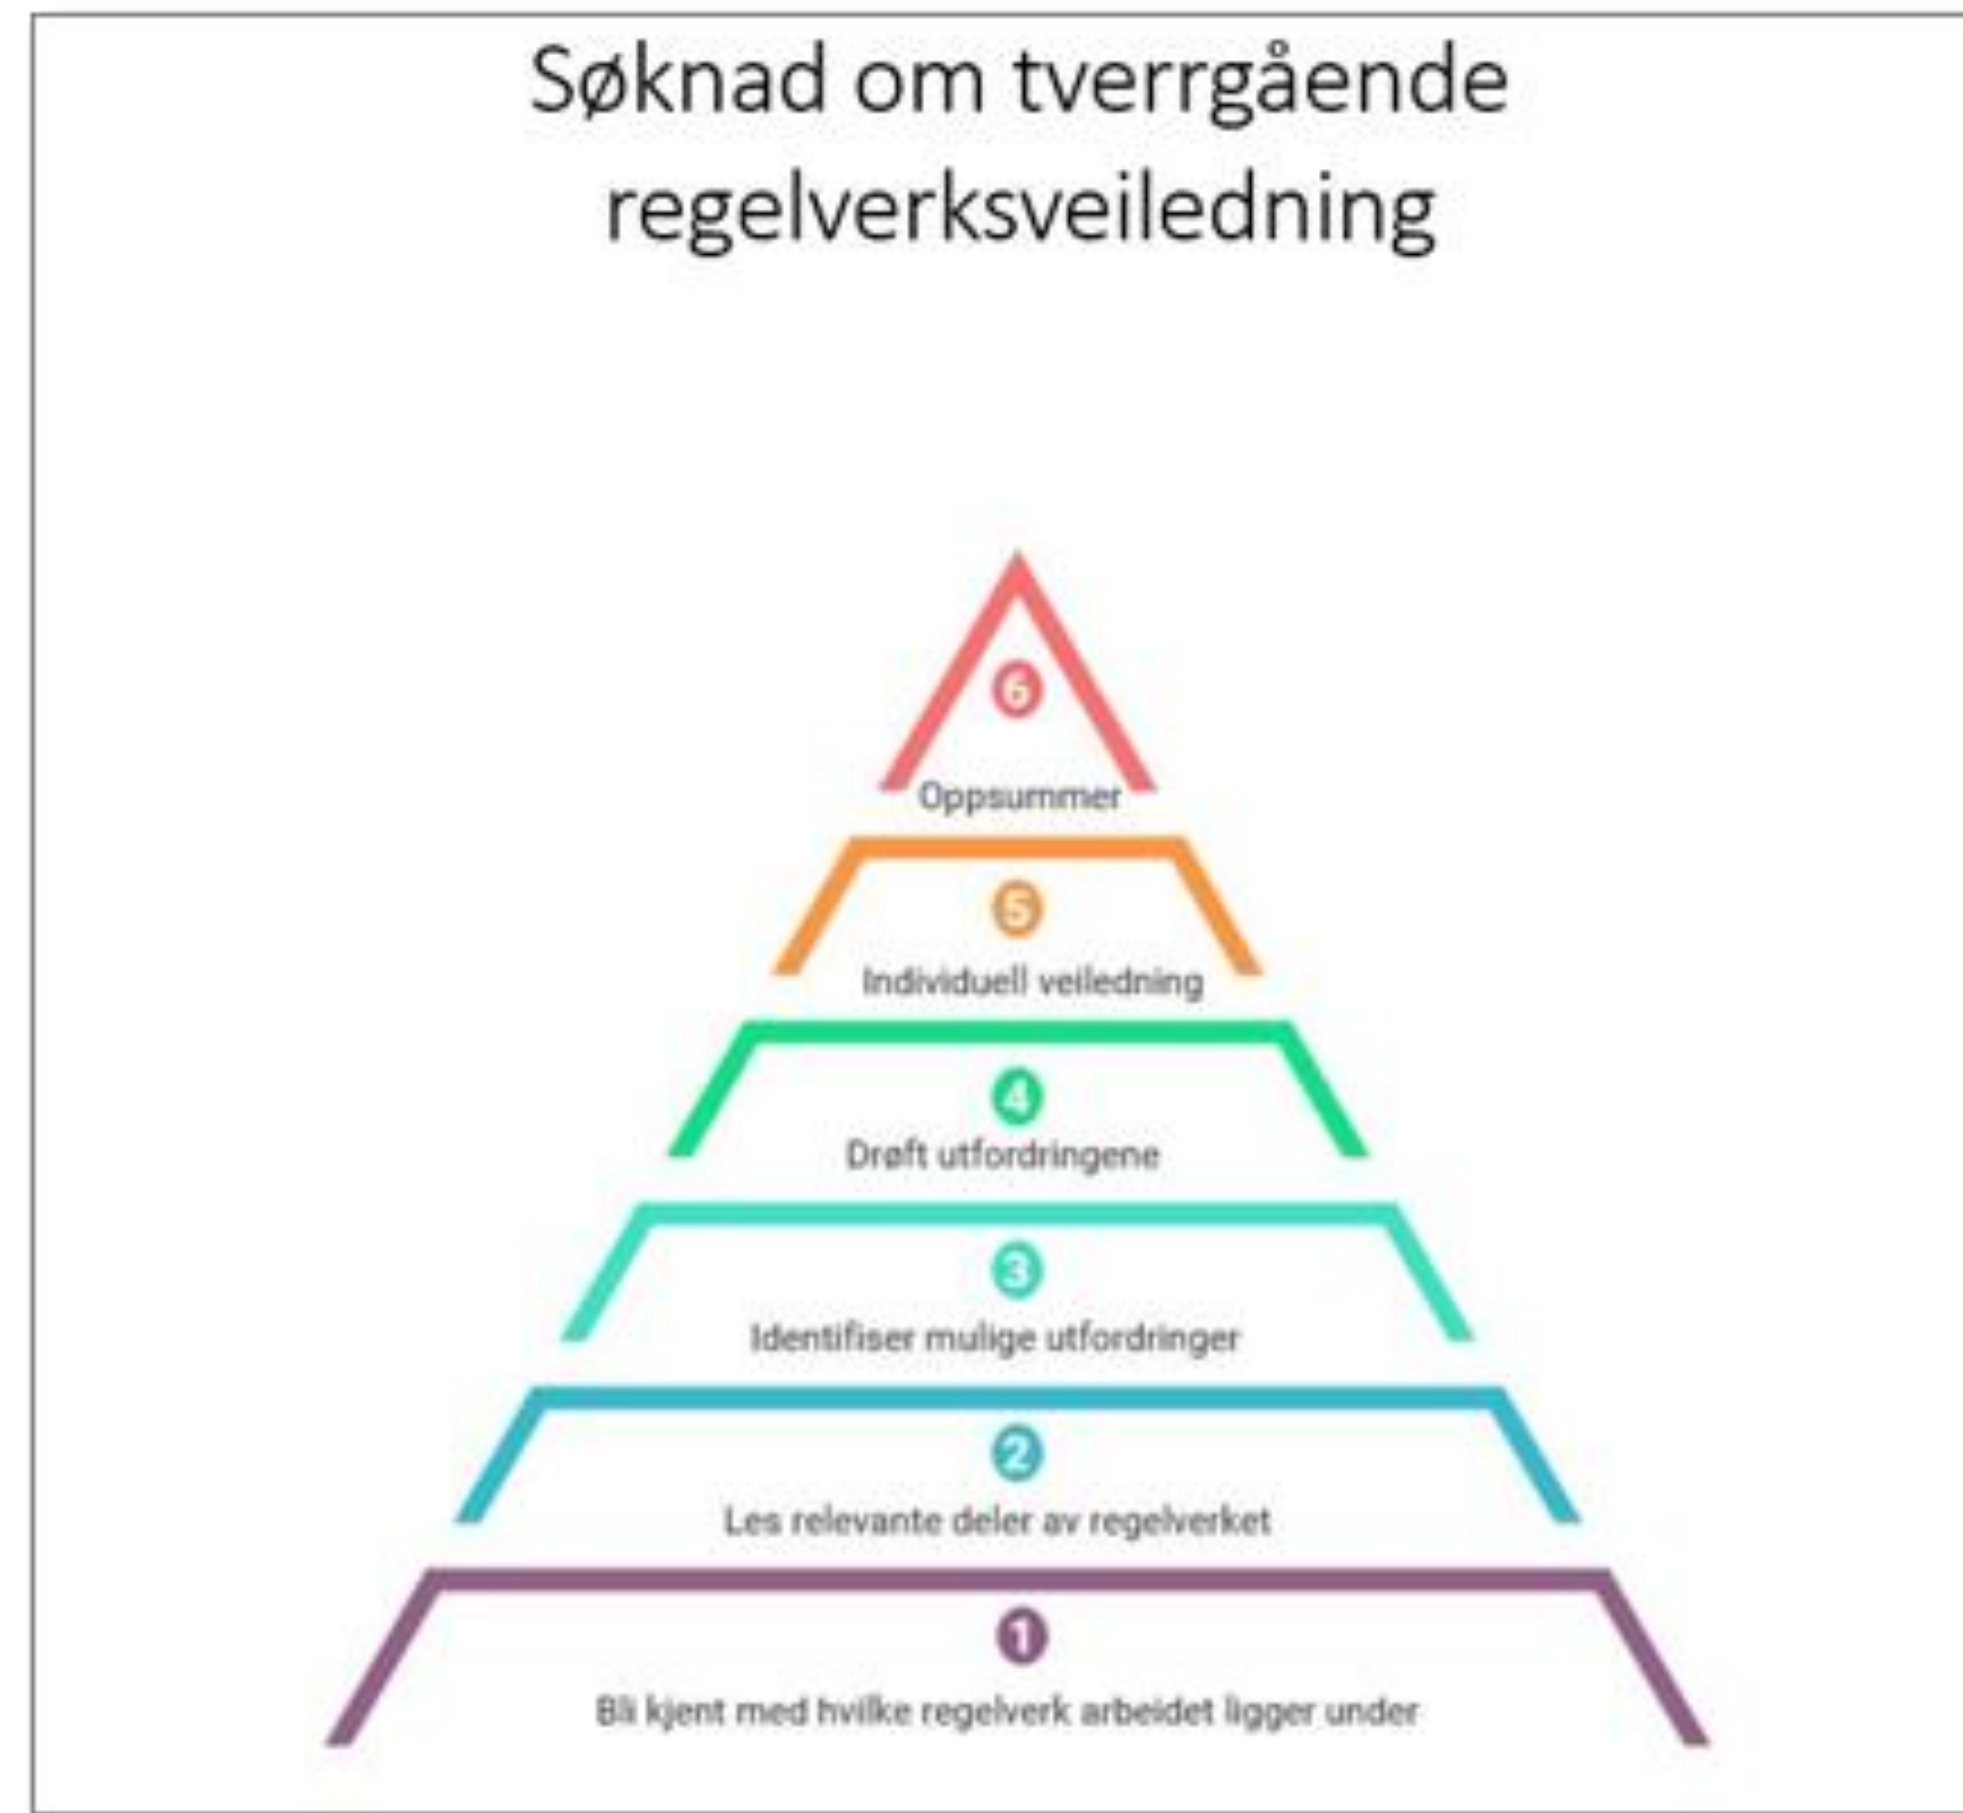 Søknad om tverrgående
regelverksveiledning
6
Oppsummer
5
Individuell veiledning
4
Drøft utfordringene
3
Identifiser mulige utfordringer
2
Les relevante deler av regelverket
1
Bli kjent med hvilke regelverk arbeidet ligger under